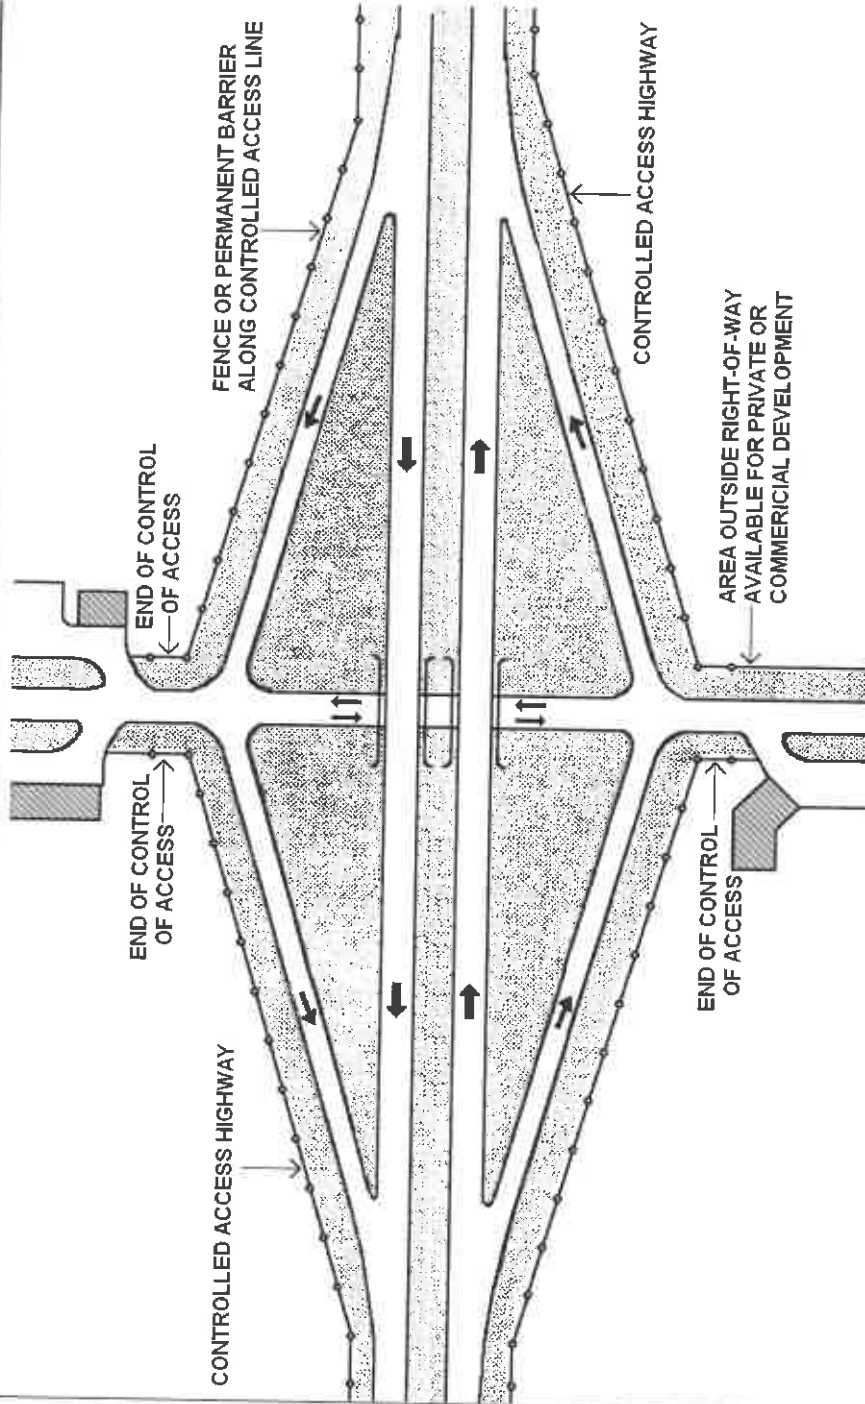 FENCE OR PERMANENT BARRIER
ALONG CONTROLLED ACCESS LINE
END OF CONTROL
OF ACCESS
END OF CONTROL
OF ACCESS
CONTROLLED ACCESS HIGHWAY
CONTROLLED ACCESS HIGHWAY
AREA OUTSIDE RIGHT-OF-WAY
AVAILABLE FOR PRIVATE OR
COMMERICIAL DEVELOPMENT
END OF CONTROL
OF ACCESS